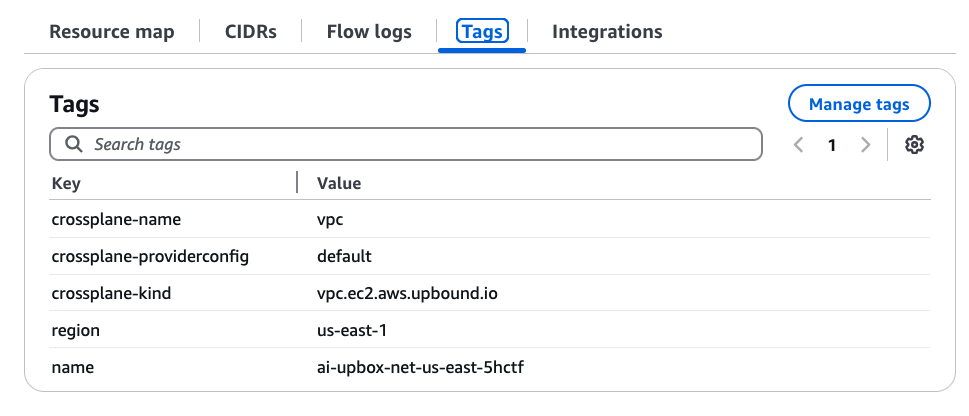 Resource map CIDRs Flow logs Tags Integrations
Tags Manage tags
Search tags 1
Key Value
crossplane-name vpc
crossplane-providerconfig default
crossplane-kind vpc.ec2.aws.upbound.io
region us-east-1
name ai-upbox-net-us-east-5hctf